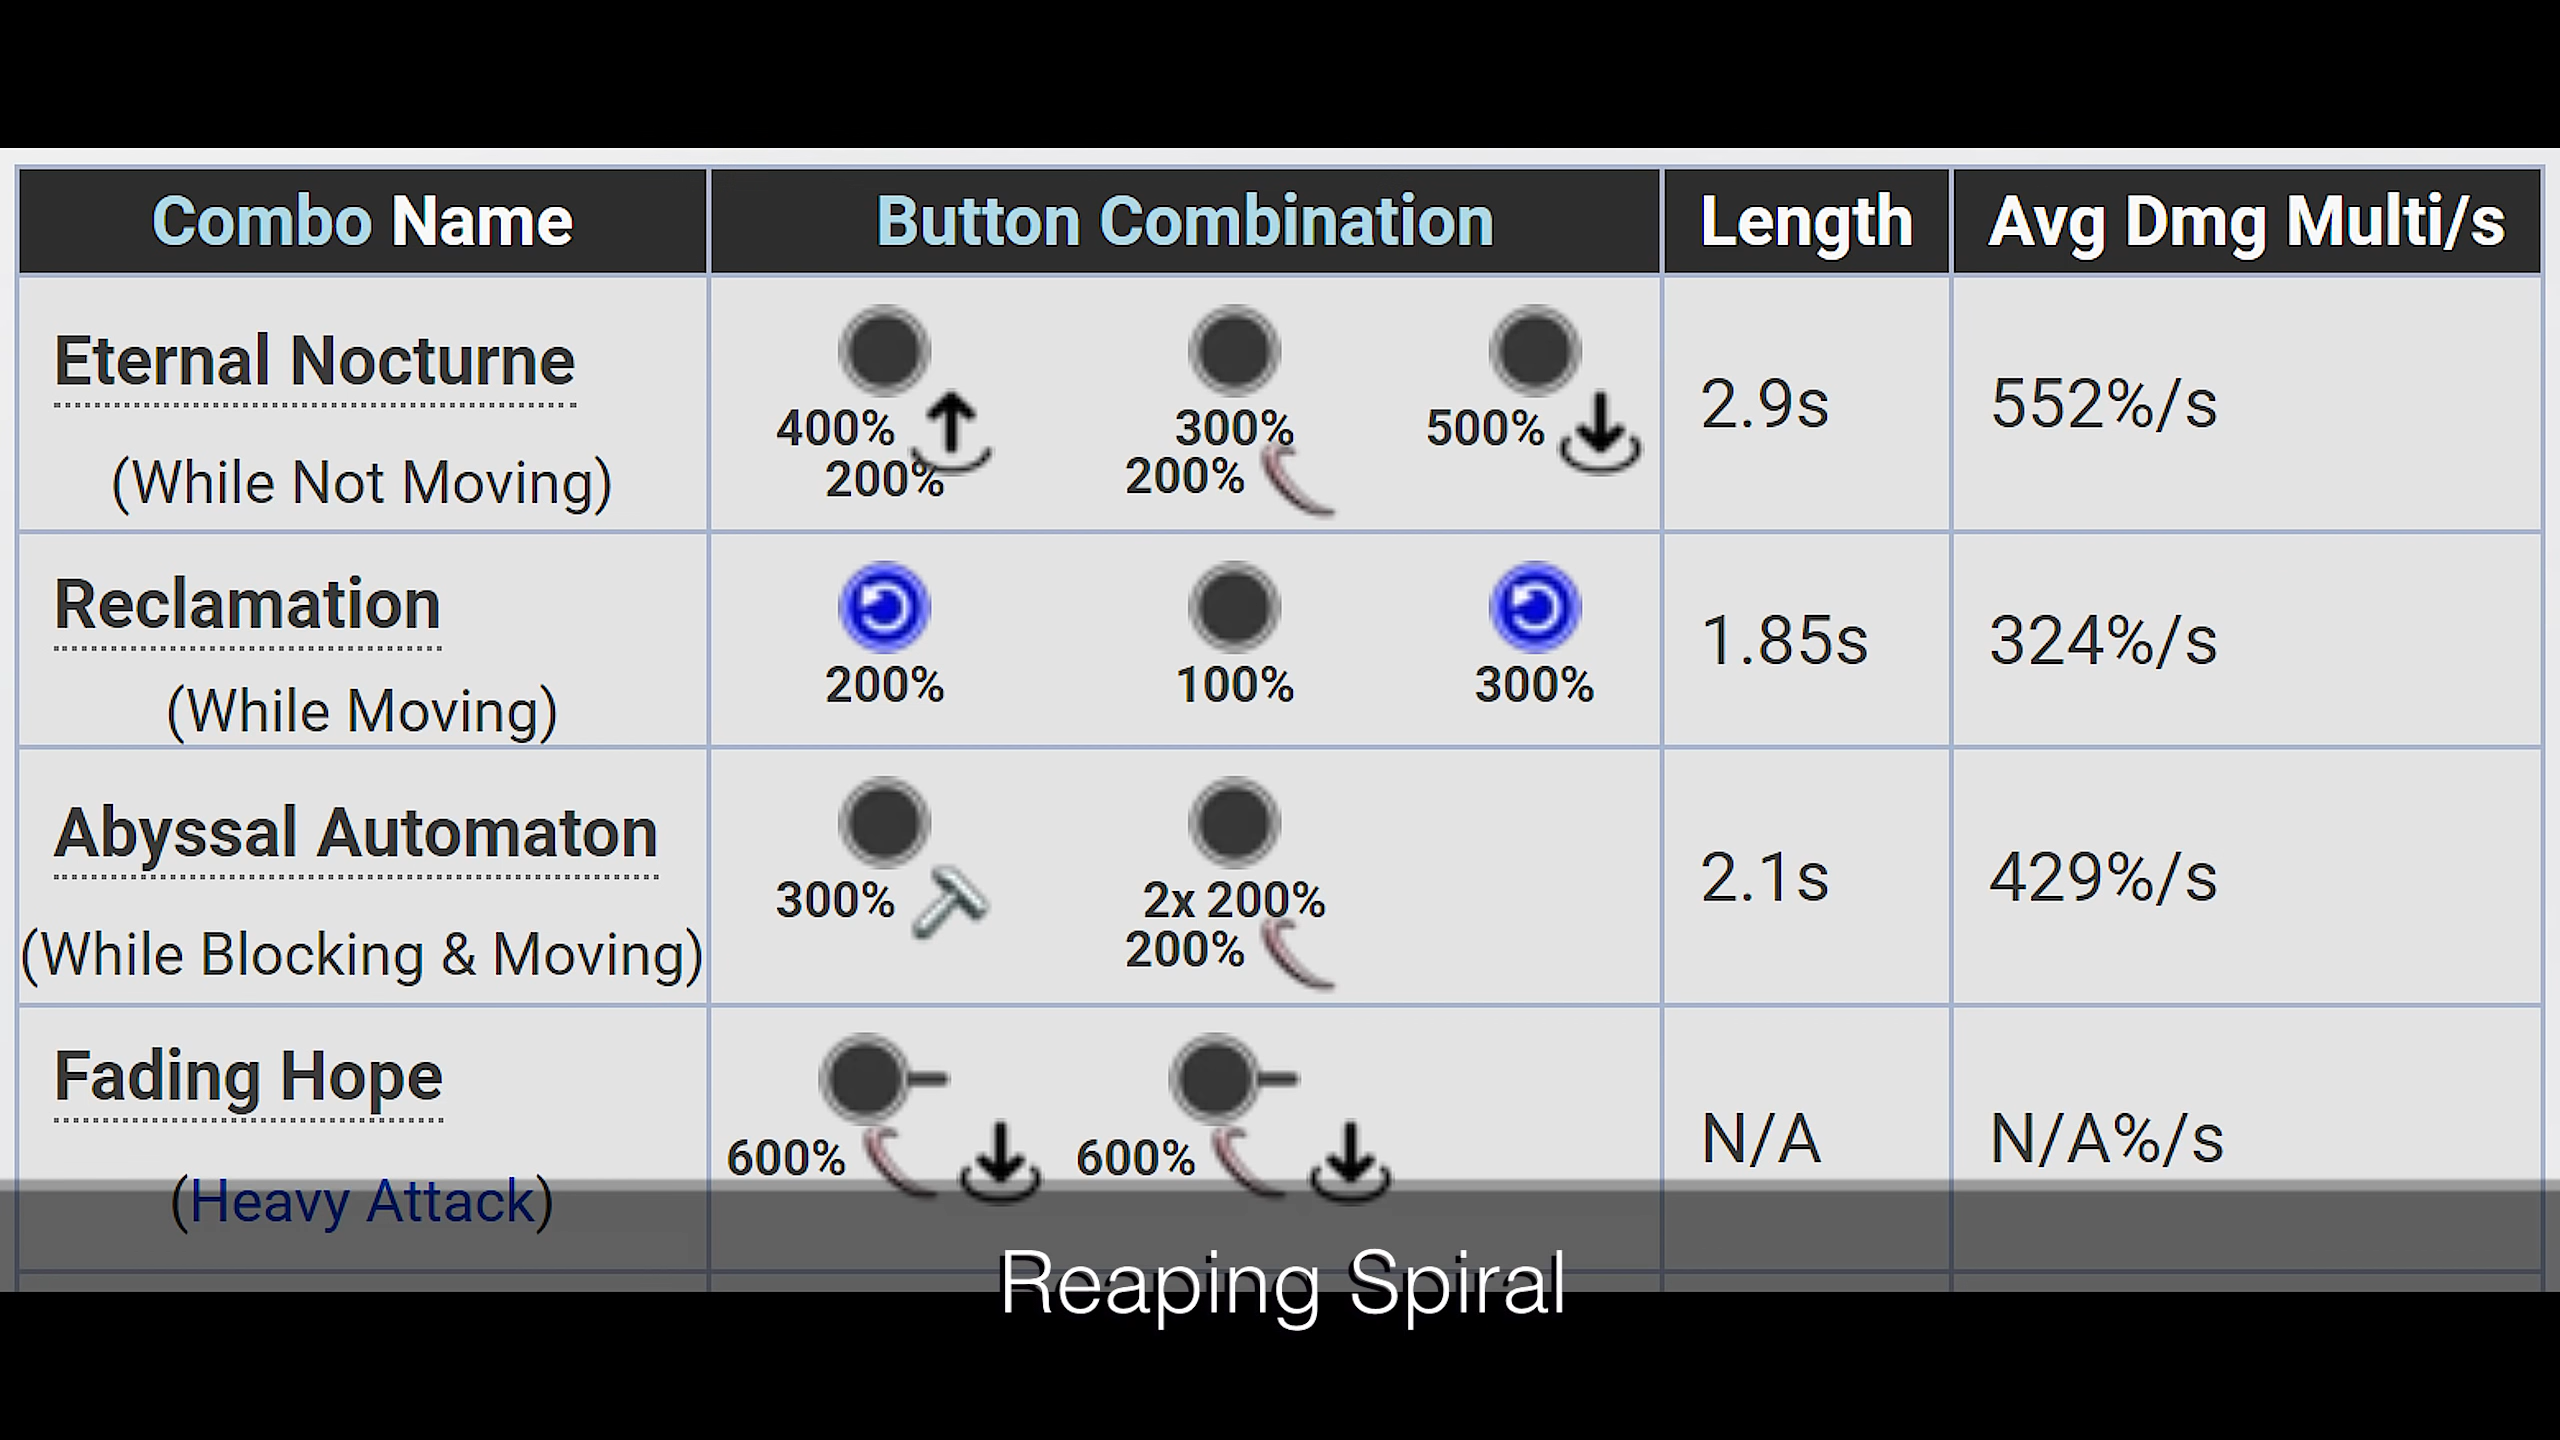 Combo Name Button Combination Length Avg Dmg Multi/s
Eternal Nocturne
(While Not Moving)
400% 300% 500%
200% 200%
2.9s 552%/s
Reclamation
(While Moving)
200% 100% 300%
1.85s 324%/s
Abyssal Automaton
(While Blocking & Moving)
300% 2x 200%
200%
2.1s 429%/s
Fading Hope
(Heavy Attack)
600% 600%
N/A N/A%/s
Reaping Spiral